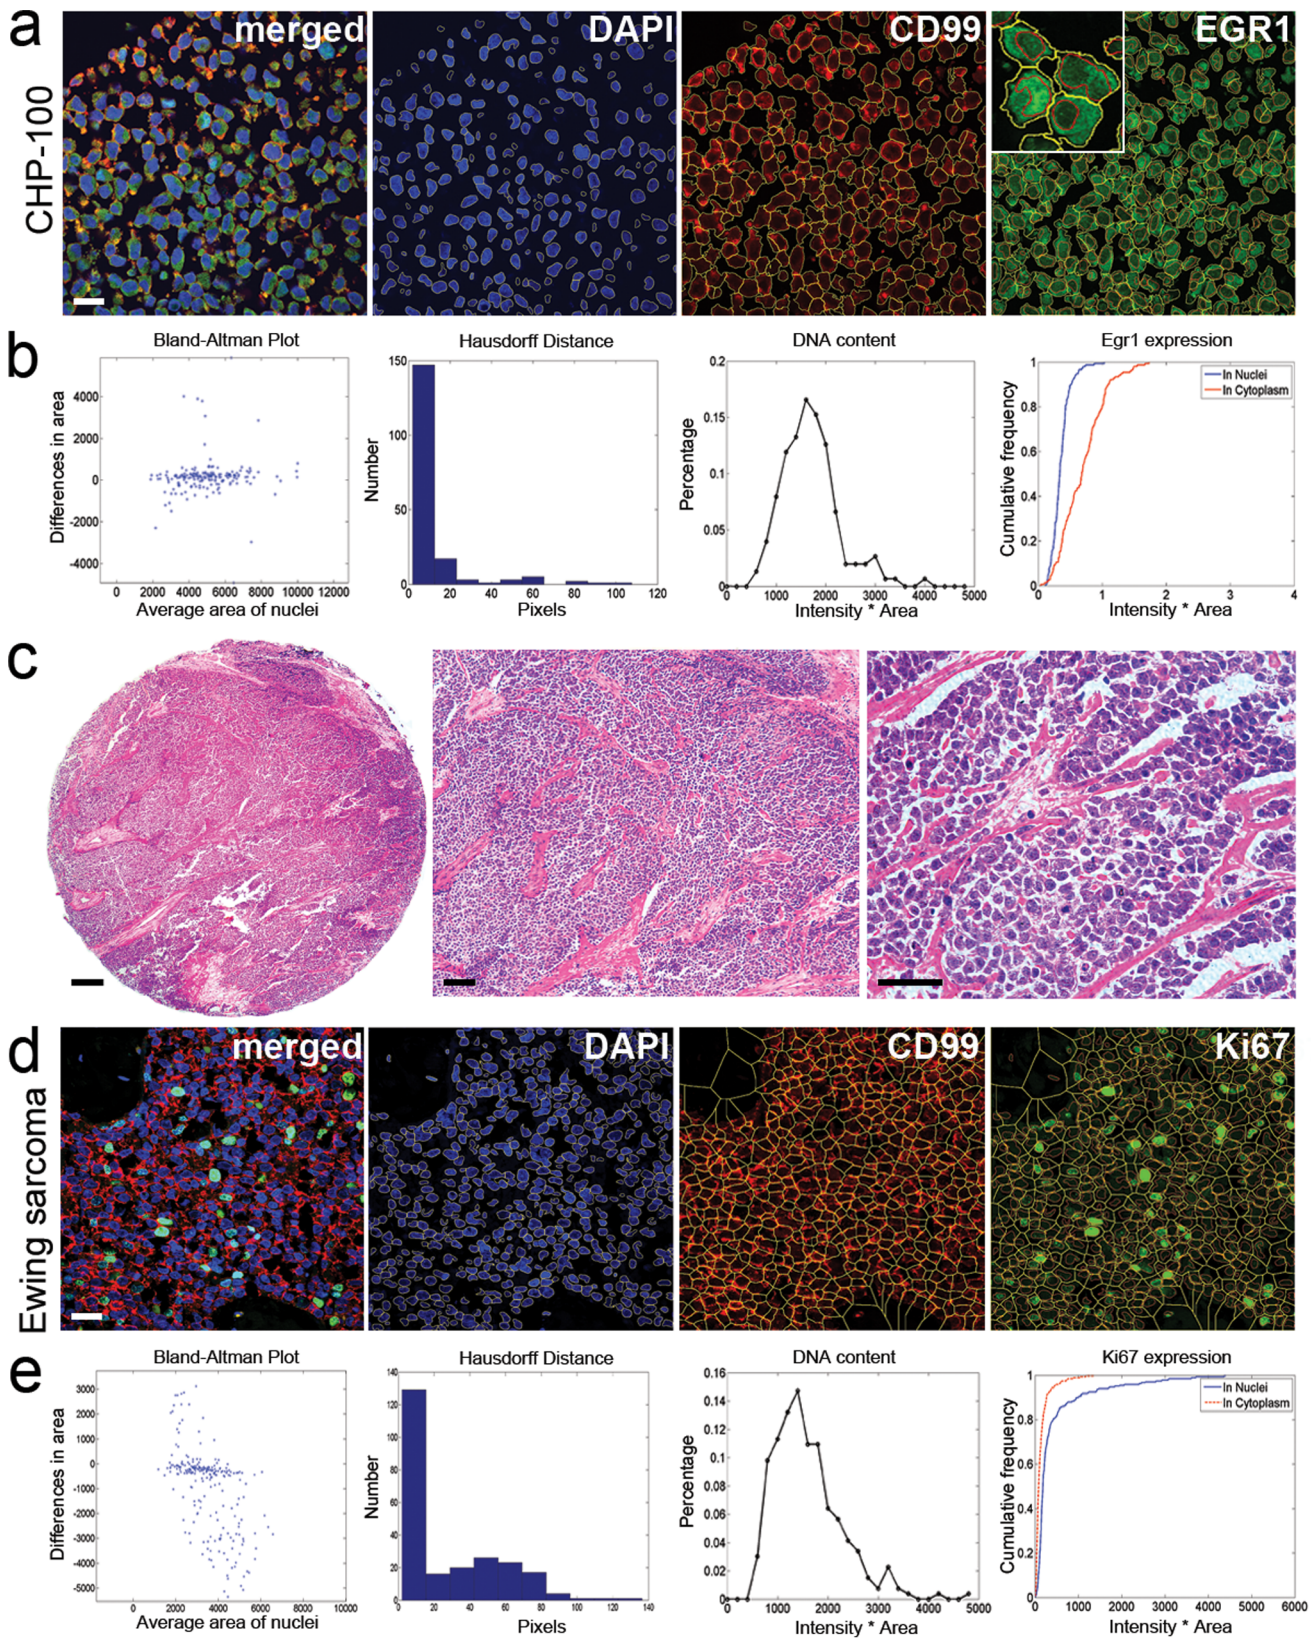 a
merged
DAPI
CD99
EGR1
CHP-100
b
Bland-Altman Plot
Differences in area
4000
2000
0
-2000
-4000
0 2000 4000 6000 8000 10000 12000
Average area of nuclei
Hausdorff Distance
Number
150
100
50
0
0 20 40 60 80 100 120
Pixels
DNA content
Percentage
0.2
0.15
0.1
0.05
0
0 1000 2000 3000 4000 5000
Intensity * Area
Egr1 expression
Cumulative frequency
1
0.8
0.6
0.4
0.2
0
0 1 2 3 4
Intensity * Area
In Nuclei
In Cytoplasm
c
d
merged
DAPI
CD99
Ki67
Ewing sarcoma
e
Bland-Altman Plot
Differences in area
3000
2000
1000
0
-1000
-2000
-3000
-4000
-5000
0 2000 4000 6000 8000 10000
Average area of nuclei
Hausdorff Distance
Number
140
120
100
80
60
40
20
0
0 20 40 60 80 100 120 140
Pixels
DNA content
Percentage
0.16
0.14
0.12
0.1
0.08
0.06
0.04
0.02
0
0 1000 2000 3000 4000 5000
Intensity * Area
Ki67 expression
Cumulative frequency
1
0.8
0.6
0.4
0.2
0
0 1000 2000 3000 4000 5000 6000
Intensity * Area
In Nuclei
In Cytoplasm